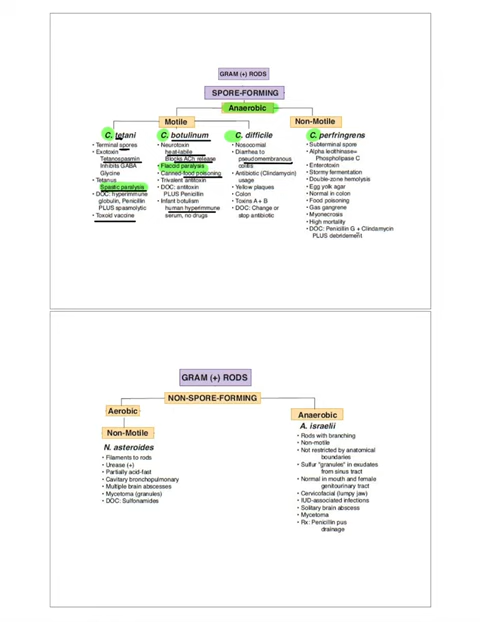 GRAM (+) RODS
SPORE-FORMING
Anaerobic
Motile
Non-Motile
C. tetani
• Terminal spores
• Exotoxin
Tetanospasmin
Inhibits GABA
Glycine
• Tetanus
Spastic paralysis
• DOC: hyperimmune
globulin, Penicillin
PLUS spasmolytic
• Toxoid vaccine
C. botulinum
• Neurotoxin
heat-labile
Blocks ACh release
• Flaccid paralysis
• Canned-food poisoning
• Trivalent antitoxin
• DOC: antitoxin
PLUS Penicillin
• Infant botulism
human hyperimmune
serum, no drugs
C. difficile
• Nosocomial
• Diarrhea to
pseudomembranous
colitis
• Antibiotic (Clindamycin)
usage
• Yellow plaques
• Colon
• Toxins A + B
• DOC: Change or
stop antibiotic
C. perfringens
• Subterminal spore
• Alpha lecithinase=
Phospholipase C
• Enterotoxin
• Stormy fermentation
• Double-zone hemolysis
• Egg yolk agar
• Normal in colon
• Food poisoning
• Gas gangrene
• Myonecrosis
• High mortality
• DOC: Penicillin G + Clindamycin
PLUS debridement
GRAM (+) RODS
NON-SPORE-FORMING
Aerobic
Non-Motile
N. asteroides
• Filaments to rods
• Urease (+)
• Partially acid-fast
• Cavitary bronchopulmonary
• Multiple brain abscesses
• Mycetoma (granules)
• DOC: Sulfonamides
Anaerobic
A. israelii
• Rods with branching
• Non-motile
• Not restricted by anatomical
boundaries
• Sulfur "granules" in exudates
from sinus tract
• Normal in mouth and female
genitourinary tract
• Cervicofacial (lumpy jaw)
• IUD-associated infections
• Solitary brain abscess
• Mycetoma
• Rx: Penicillin pus
drainage